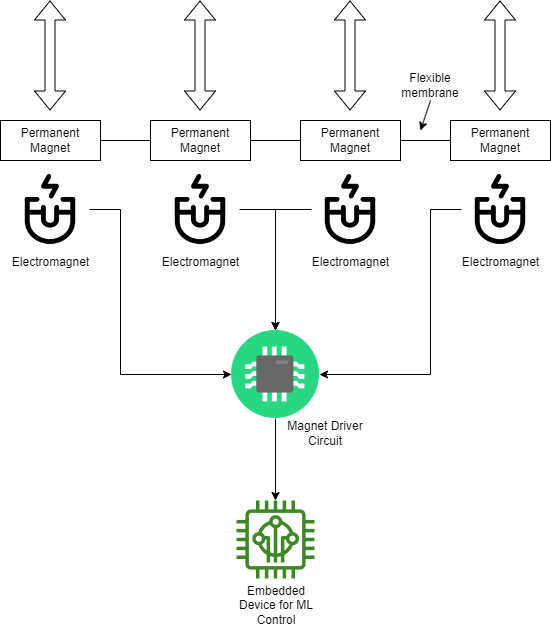 Flexible
membrane
Permanent
Magnet
Permanent
Magnet
Permanent
Magnet
Permanent
Magnet
Electromagnet
Electromagnet
Electromagnet
Electromagnet
Magnet Driver
Circuit
Embedded
Device for ML
Control